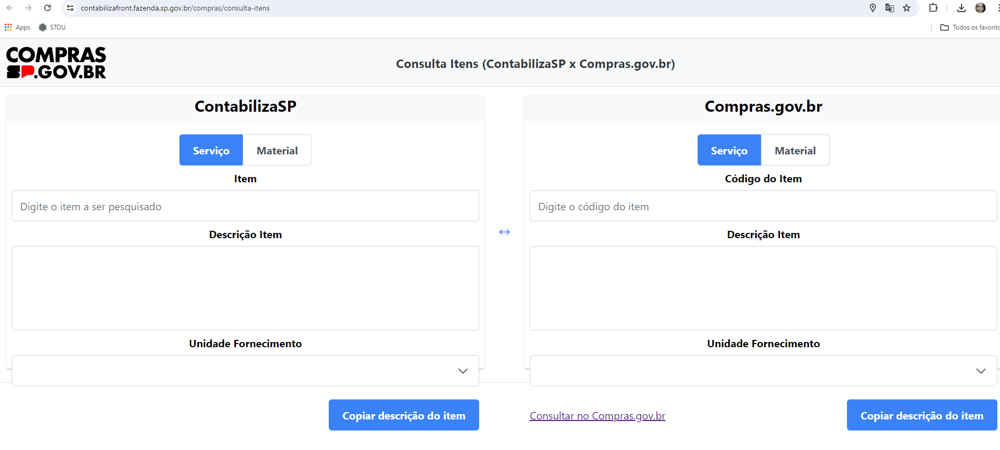 contabilizafront.fazenda.sp.gov.br/compras/consulta-itens
Apps
STOU
Todos os favorito
COMPRAS
SP.GOV.BR
Consulta Itens (ContabilizaSP x Compras.gov.br)
ContabilizaSP
Serviço
Material
Item
Digite o item a ser pesquisado
Descrição Item
Unidade Fornecimento
Copiar descrição do item
Compras.gov.br
Serviço
Material
Código do Item
Digite o código do item
Descrição Item
Unidade Fornecimento
Consultar no Compras.gov.br
Copiar descrição do item